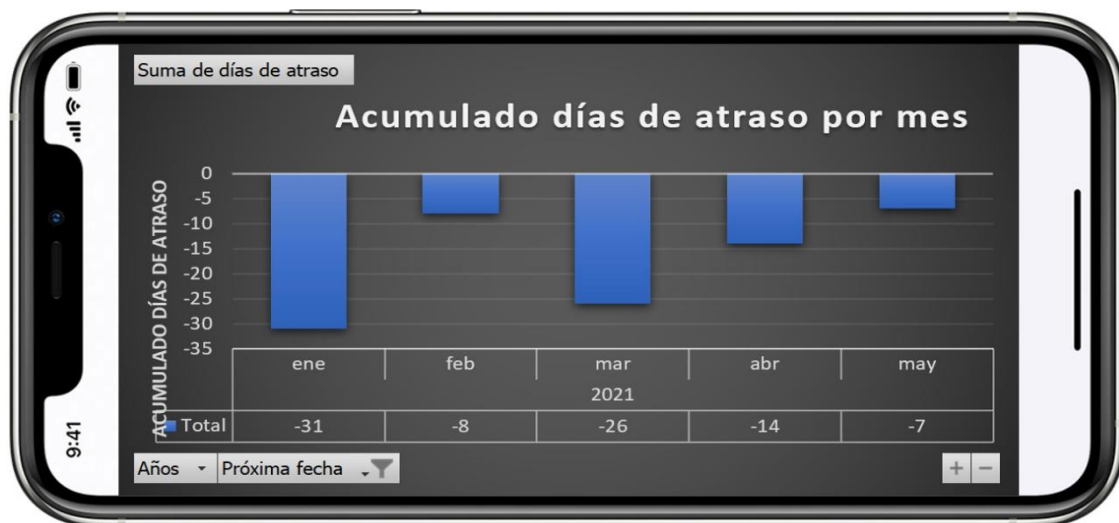 9:41
Suma de días de atraso
Acumulado días de atraso por mes
ACUMULADO DÍAS DE ATRASO
0
-5
-10
-15
-20
-25
-30
-35
ene feb mar abr may
2021
Total -31 -8 -26 -14 -7
Años Próxima fecha
+ −